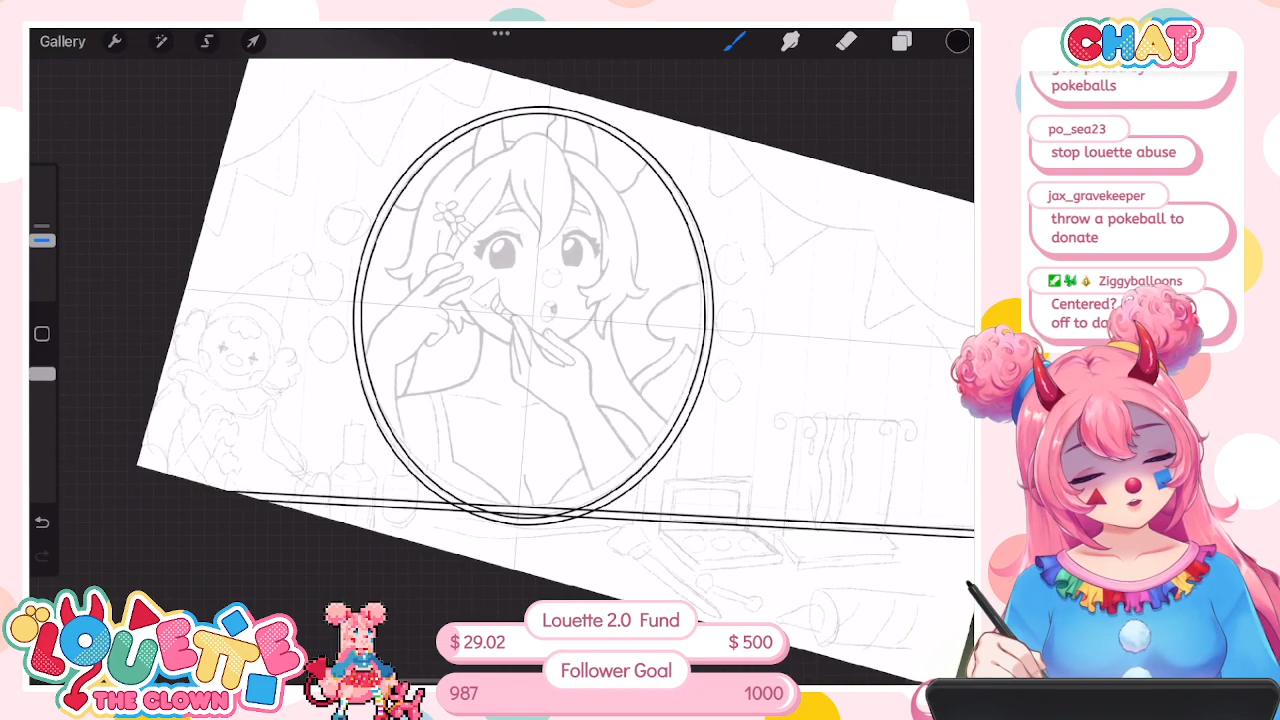 Gallery
CHAT
pokeballs
po_sea23
stop louette abuse
jax_gravekeeper
throw a pokeball to
donate
Ziggyballoons
Centered?
off to
LOUETTE
THE CLOWN
Louette 2.0 Fund
$ 29.02
$ 500
Follower Goal
987
1000